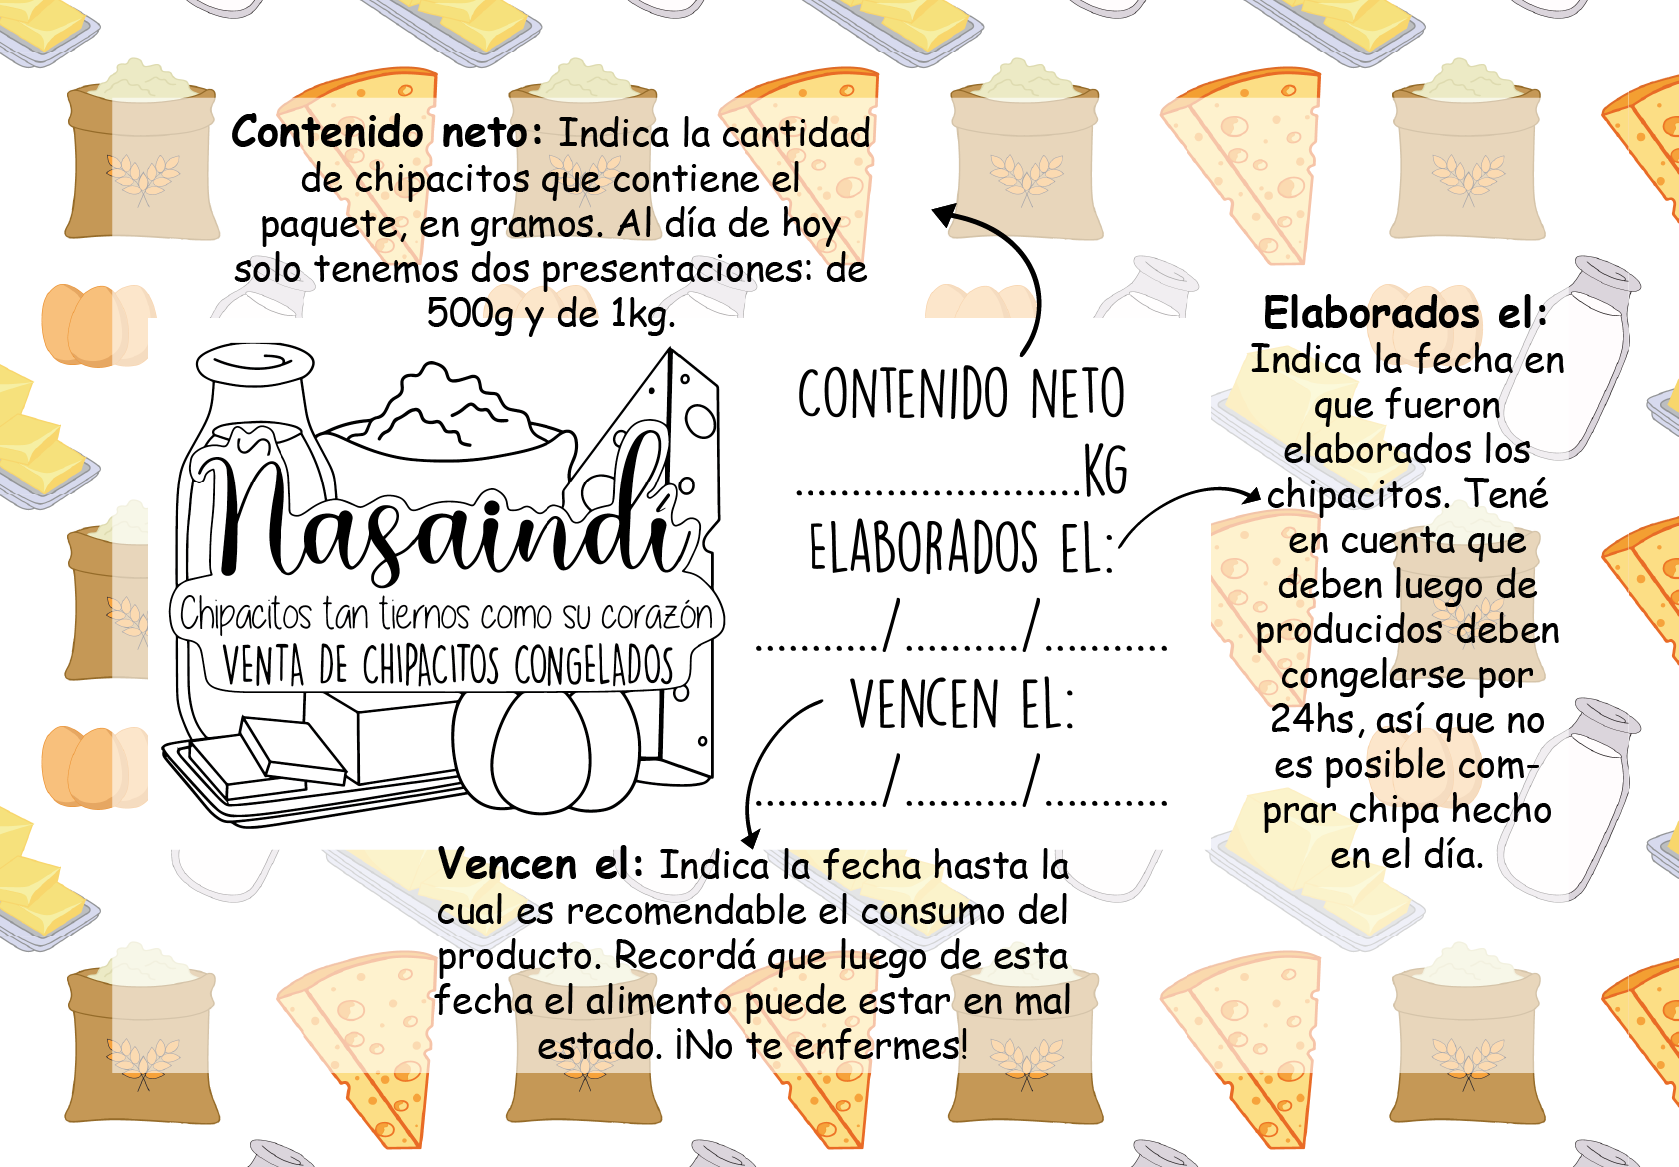 Contenido neto: Indica la cantidad
de chipacitos que contiene el
paquete, en gramos. Al día de hoy
solo tenemos dos presentaciones: de
500g y de 1kg.
Nasaindí
Chipacitos tan tiernos como su corazón
VENTA DE CHIPACITOS CONGELADOS
CONTENIDO NETO
.........................KG
ELABORADOS EL:
.........../........../...........
VENCEN EL:
.........../........../...........
Elaborados el:
Indica la fecha en
que fueron
elaborados los
chipacitos. Tené
en cuenta que
deben luego de
producidos deben
congelarse por
24hs, así que no
es posible com-
prar chipa hecho
en el día.
Vencen el: Indica la fecha hasta la
cual es recomendable el consumo del
producto. Recordá que luego de esta
fecha el alimento puede estar en mal
estado. ¡No te enfermes!